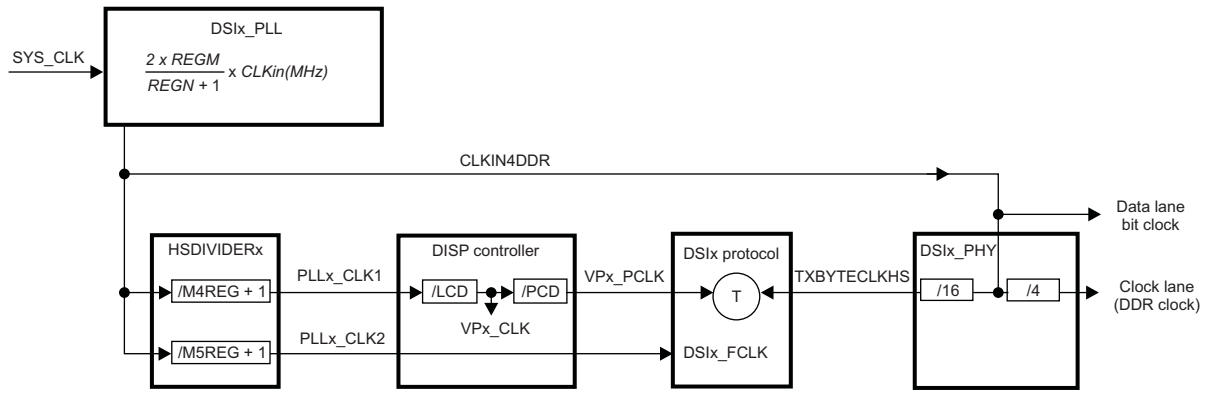 DSIx_PLL
SYS_CLK
2 x REGM
REGN + 1
x CLKin(MHz)
CLKIN4DDR
Data lane
bit clock
HSDIVIDERx
DISP controller
DSIx protocol
DSIx_PHY
/M4REG + 1
PLLx_CLK1
/LCD
/PCD
VPx_PCLK
T
TXBYTECLKHS
/16
/4
Clock lane
(DDR clock)
VPx_CLK
/M5REG + 1
PLLx_CLK2
DSIx_FCLK